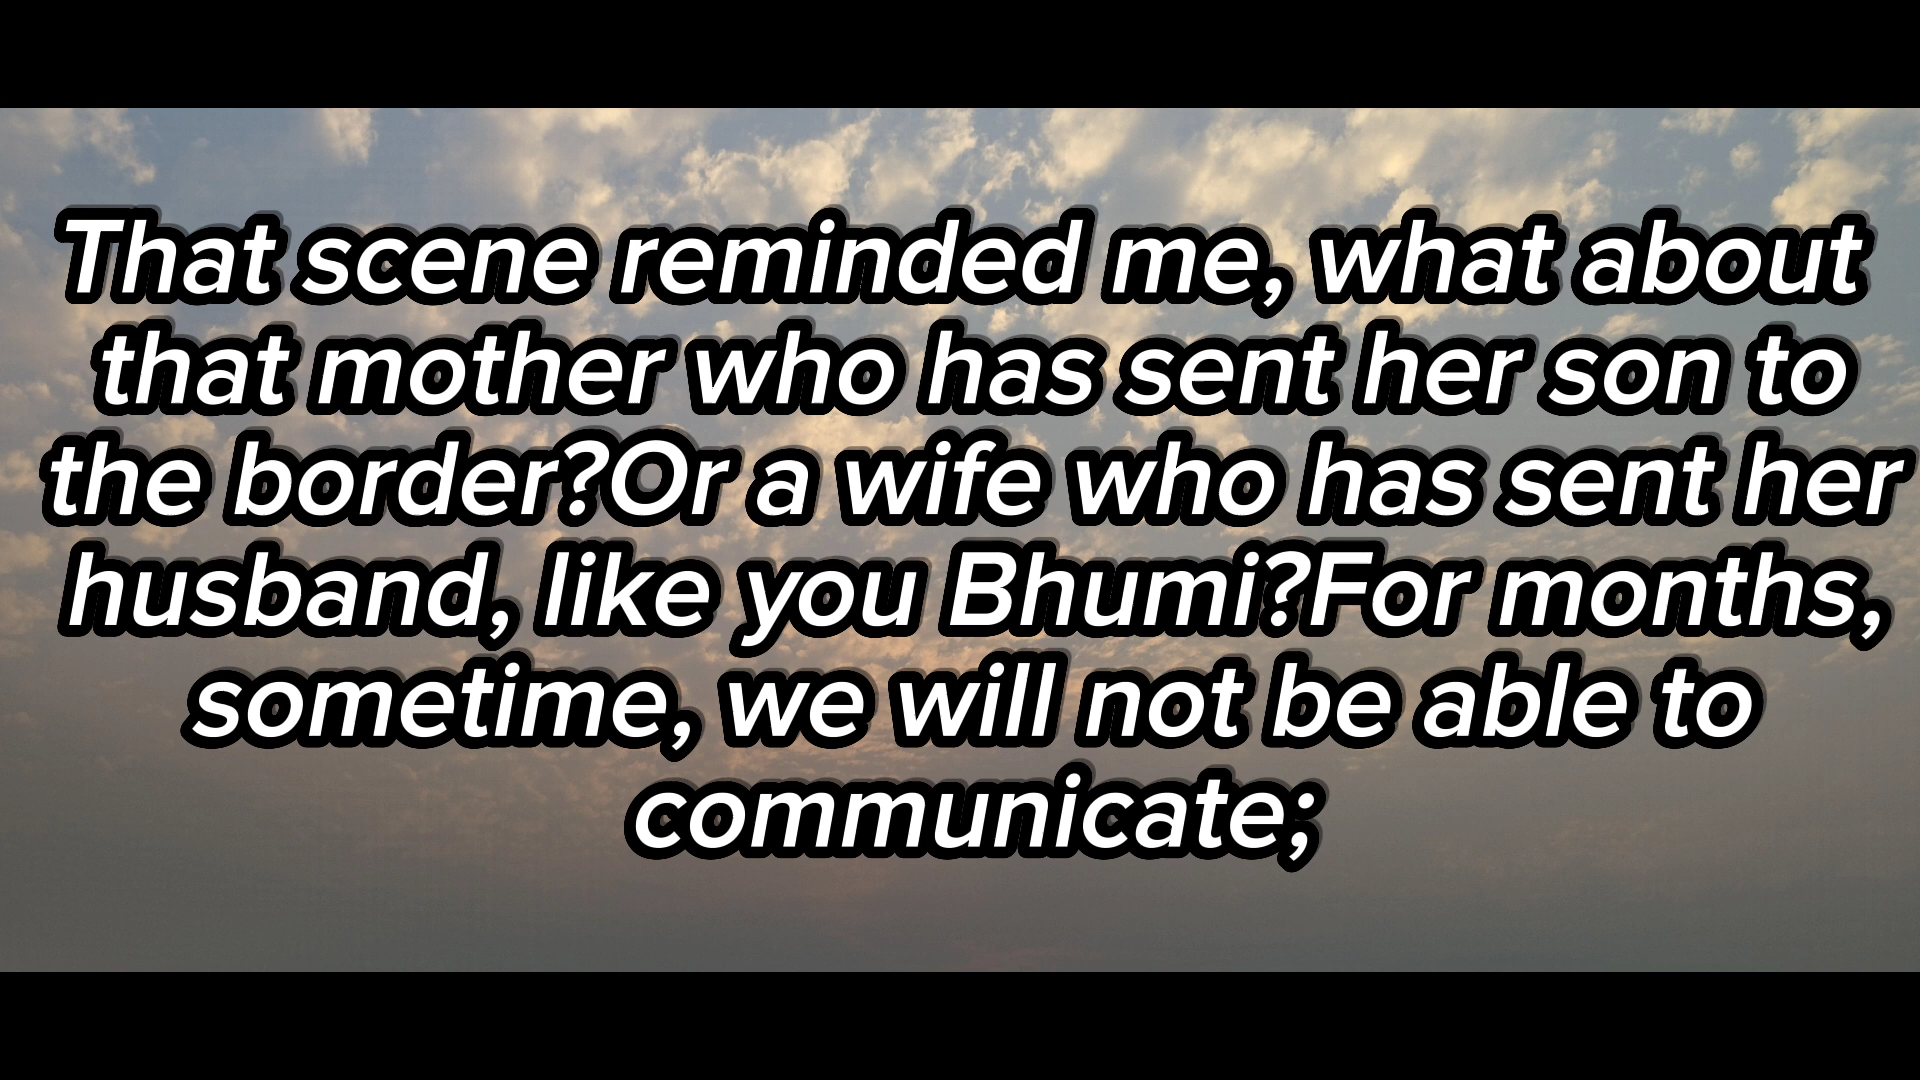 That scene reminded me, what about
that mother who has sent her son to
the border?Or a wife who has sent her
husband, like you Bhumi?For months,
sometime, we will not be able to
communicate;